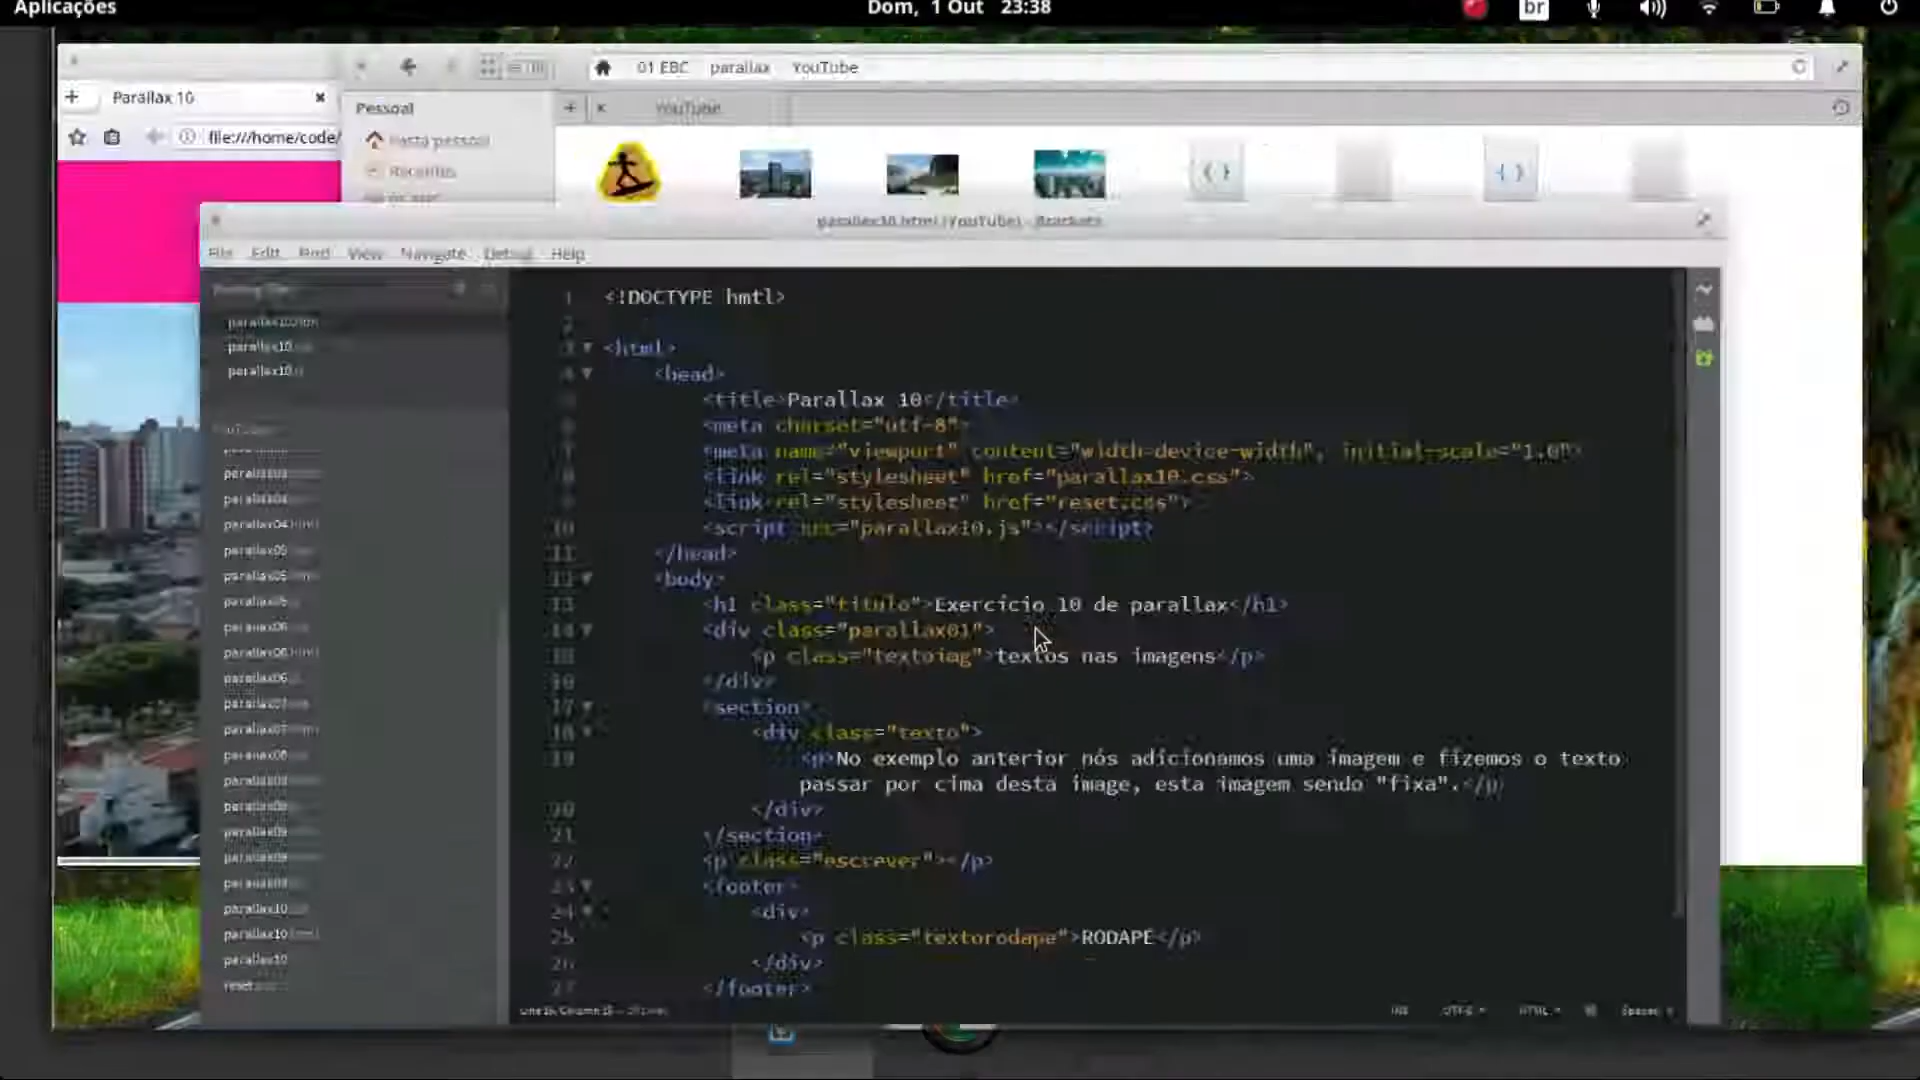 Aplicações
Dom, 1 Out 23:38
br
01 EBC parallax YouTube
Parallax 10
Pessoal
YouTube
file:///home/code/
Pasta pessoal
Recentes
parallax10.html (YouTube) - Brackets
File Edit Find View Navigate Debug Help
1 <!DOCTYPE hmtl>
2
3 <html>
4 <head>
5 <title>Parallax 10</title>
6 <meta charset="utf-8">
7 <meta name="viewport" content="width-device-width", initial-scale="1.0">
8 <link rel="stylesheet" href="parallax10.css">
9 <link rel="stylesheet" href="reset.css">
10 <script src="parallax10.js"></script>
11 </head>
12 <body>
13 <h1 class="titulo">Exercício 10 de parallax</h1>
14 <div class="parallax01">
15 <p class="textoimg">textos nas imagens</p>
16 </div>
17 <section>
18 <div class="texto">
19 <p>No exemplo anterior nós adicionamos uma imagem e fizemos o texto
passar por cima desta image, esta imagem sendo "fixa".</p>
20 </div>
21 </section>
22 <p class="escrever"></p>
23 <footer>
24 <div>
25 <p class="textorodape">RODAPÉ</p>
26 </div>
27 </footer>
parallax10
parallax10
parallax10
parallax04.html
parallax05
parallax05
parallax05
parallax06
parallax06.html
parallax06
parallax07
parallax07
parallax08
parallax09
parallax09
parallax10
parallax10.html
parallax10
reset
INS UTF-8 HTML Spaces